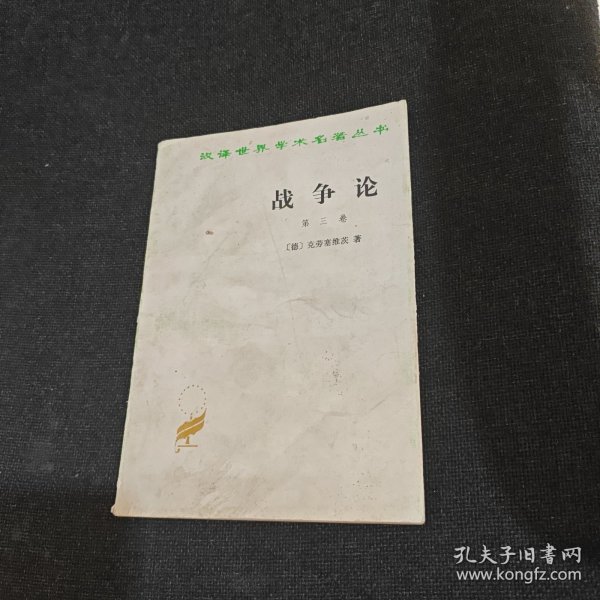 汉译世界学术名著丛书
战争论
第三卷
〔德〕克劳塞维茨 著
孔夫子旧書网
www.kongfz.com